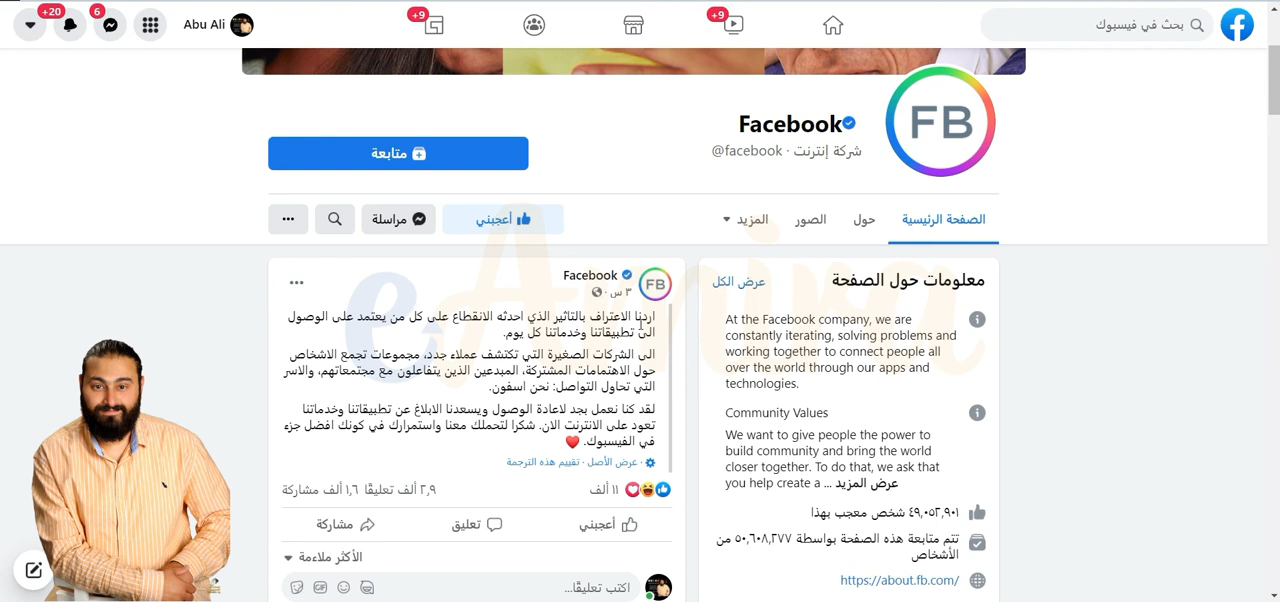 بحث في فيسبوك
+9
+9
Abu Ali
6
+20
FB
Facebook
شركة إنترنت · @facebook
متابعة
الصفحة الرئيسية
حول
الصور
المزيد
أعجبني
مراسلة
معلومات حول الصفحة
عرض الكل
At the Facebook company, we are
constantly iterating, solving problems and
working together to connect people all
over the world through our apps and
technologies.
Community Values
We want to give people the power to
build community and bring the world
closer together. To do that, we ask that
you help create a ... عرض المزيد
٤٩,٠٥٢,٩٠١ شخص معجب بهذا
تتم متابعة هذه الصفحة بواسطة ٥٠,٦٠٨,٢٧٧ من
الأشخاص
https://about.fb.com/
FB
Facebook
٣ س ·
اردنا الاعتراف بالتاثير الذي احدثه الانقطاع على كل من يعتمد على الوصول
الى تطبيقاتنا وخدماتنا كل يوم.
الى الشركات الصغيرة التي تكتشف عملاء جدد، مجموعات تجمع الاشخاص
حول الاهتمامات المشتركة، المبدعين الذين يتفاعلون مع مجتمعاتهم، والاسر
التي تحاول التواصل: نحن اسفون.
لقد كنا نعمل بجد لاعادة الوصول ويسعدنا الابلاغ عن تطبيقاتنا وخدماتنا
تعود على الانترنت الان. شكرا لتحملك معنا واستمرارك في كونك افضل جزء
في الفيسبوك. ❤️
· عرض الأصل · تقييم هذه الترجمة
١١ ألف
٢,٩ ألف تعليقًا ١,٦ ألف مشاركة
أعجبني
تعليق
مشاركة
الأكثر ملاءمة
اكتب تعليقًا...
GIF
eAmira